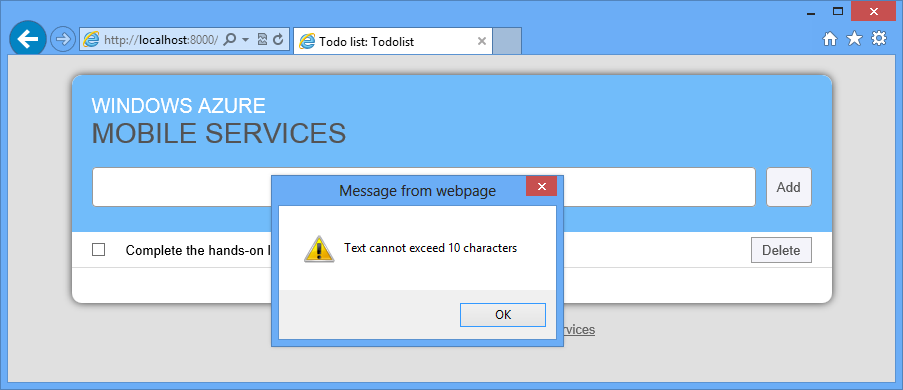 http://localhost:8000/
Todo list: Todolist
WINDOWS AZURE
MOBILE SERVICES
Add
Message from webpage
Complete the hands-on
Text cannot exceed 10 characters
Delete
OK